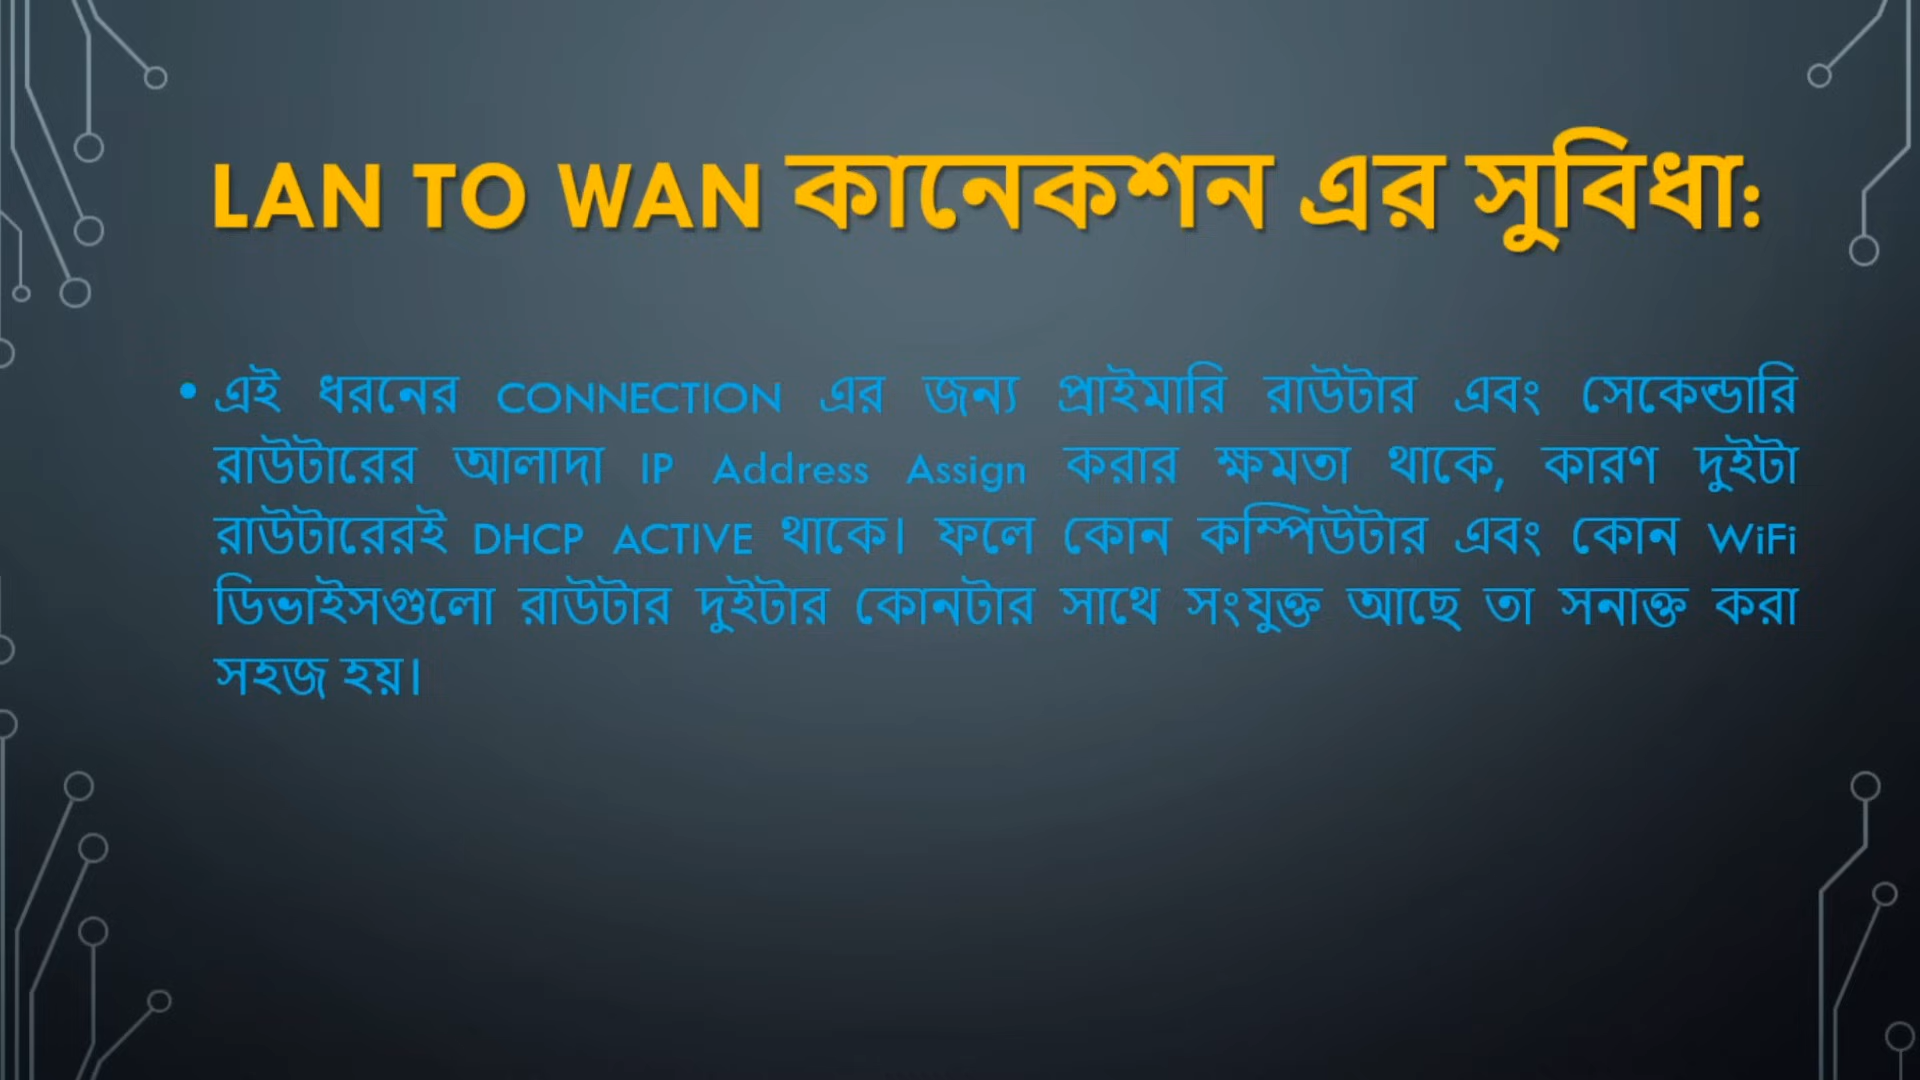 LAN TO WAN কানেকশন এর সুবিধা:
• এই ধরনের CONNECTION এর জন্য প্রাইমারি রাউটার এবং সেকেন্ডারি
রাউটারের আলাদা IP Address Assign করার ক্ষমতা থাকে, কারণ দুইটা
রাউটারেরই DHCP ACTIVE থাকে। ফলে কোন কম্পিউটার এবং কোন WiFi
ডিভাইসগুলো রাউটার দুইটার কোনটার সাথে সংযুক্ত আছে তা সনাক্ত করা
সহজ হয়।